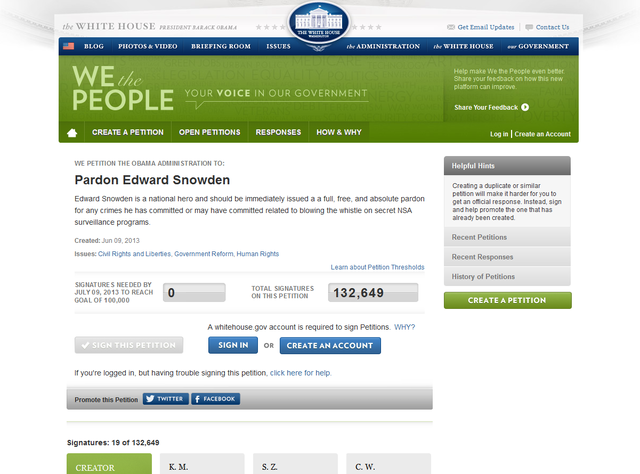 the WHITE HOUSE PRESIDENT BARACK OBAMA
Get Email Updates Contact Us
THE WHITE HOUSE
WASHINGTON
BLOG PHOTOS & VIDEO BRIEFING ROOM ISSUES the ADMINISTRATION the WHITE HOUSE our GOVERNMENT
WE the
PEOPLE
YOUR VOICE IN OUR GOVERNMENT
Help make We the People even better.
Share your feedback on how this new
platform can improve.
Share Your Feedback
CREATE A PETITION OPEN PETITIONS RESPONSES HOW & WHY
Log in | Create an Account
WE PETITION THE OBAMA ADMINISTRATION TO:
Pardon Edward Snowden
Edward Snowden is a national hero and should be immediately issued a a full, free, and absolute pardon
for any crimes he has committed or may have committed related to blowing the whistle on secret NSA
surveillance programs.
Created: Jun 09, 2013
Issues: Civil Rights and Liberties, Government Reform, Human Rights
Learn about Petition Thresholds
SIGNATURES NEEDED BY
JULY 09, 2013 TO REACH
GOAL OF 100,000
0
TOTAL SIGNATURES
ON THIS PETITION
132,649
A whitehouse.gov account is required to sign Petitions. WHY?
SIGN THIS PETITION
SIGN IN OR CREATE AN ACCOUNT
If you're logged in, but having trouble signing this petition, click here for help.
Promote this Petition TWITTER FACEBOOK
Signatures: 19 of 132,649
CREATOR K. M. S. Z. C. W.
Helpful Hints
Creating a duplicate or similar
petition will make it harder for you to
get an official response. Instead, sign
and help promote the one that has
already been created.
Recent Petitions
Recent Responses
History of Petitions
CREATE A PETITION